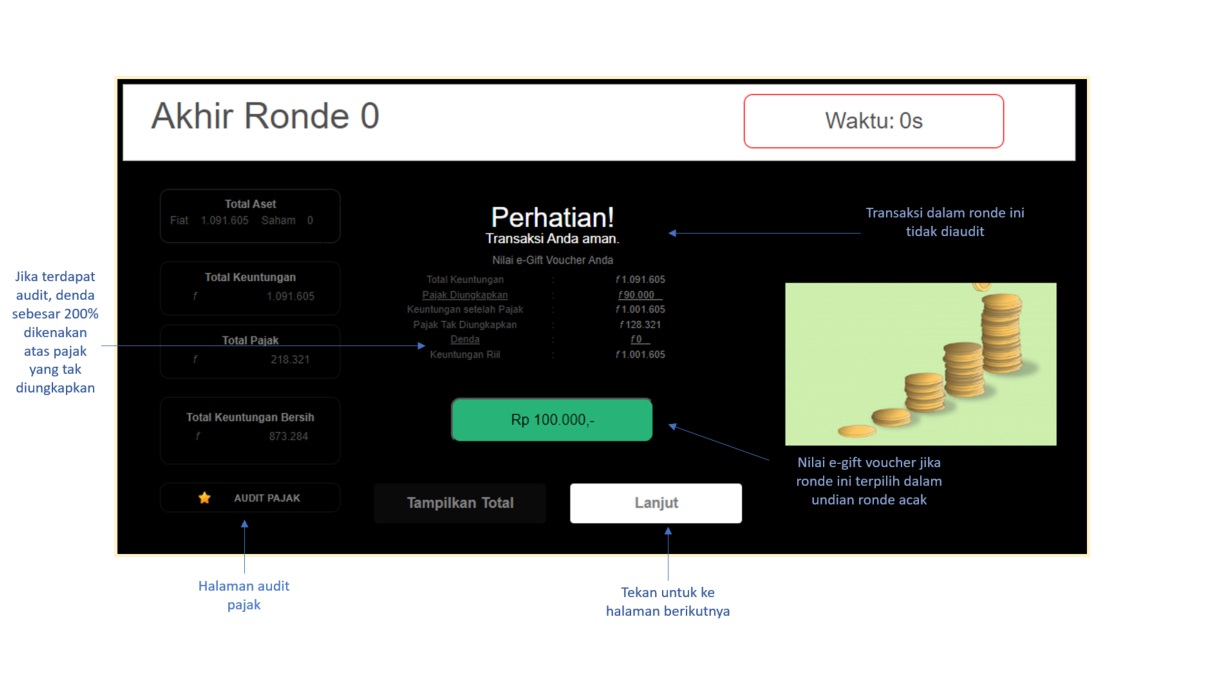 Akhir Ronde 0
Waktu: 0s
Total Aset
Fiat 1.091.605 Saham 0
Total Keuntungan
f 1.091.605
Total Pajak
f 218.321
Total Keuntungan Bersih
f 873.284
AUDIT PAJAK
Perhatian!
Transaksi Anda aman.
Nilai e-Gift Voucher Anda
Total Keuntungan : f 1.091.605
Pajak Diungkapkan : f 90.000
Keuntungan setelah Pajak : f 1.001.605
Pajak Tak Diungkapkan : f 128.321
Denda : f 0
Keuntungan Riil : f 1.001.605
Rp 100.000,-
Tampilkan Total
Lanjut
Transaksi dalam ronde ini
tidak diaudit
Jika terdapat
audit, denda
sebesar 200%
dikenakan
atas pajak
yang tak
diungkapkan
Nilai e-gift voucher jika
ronde ini terpilih dalam
undian ronde acak
Halaman audit
pajak
Tekan untuk ke
halaman berikutnya